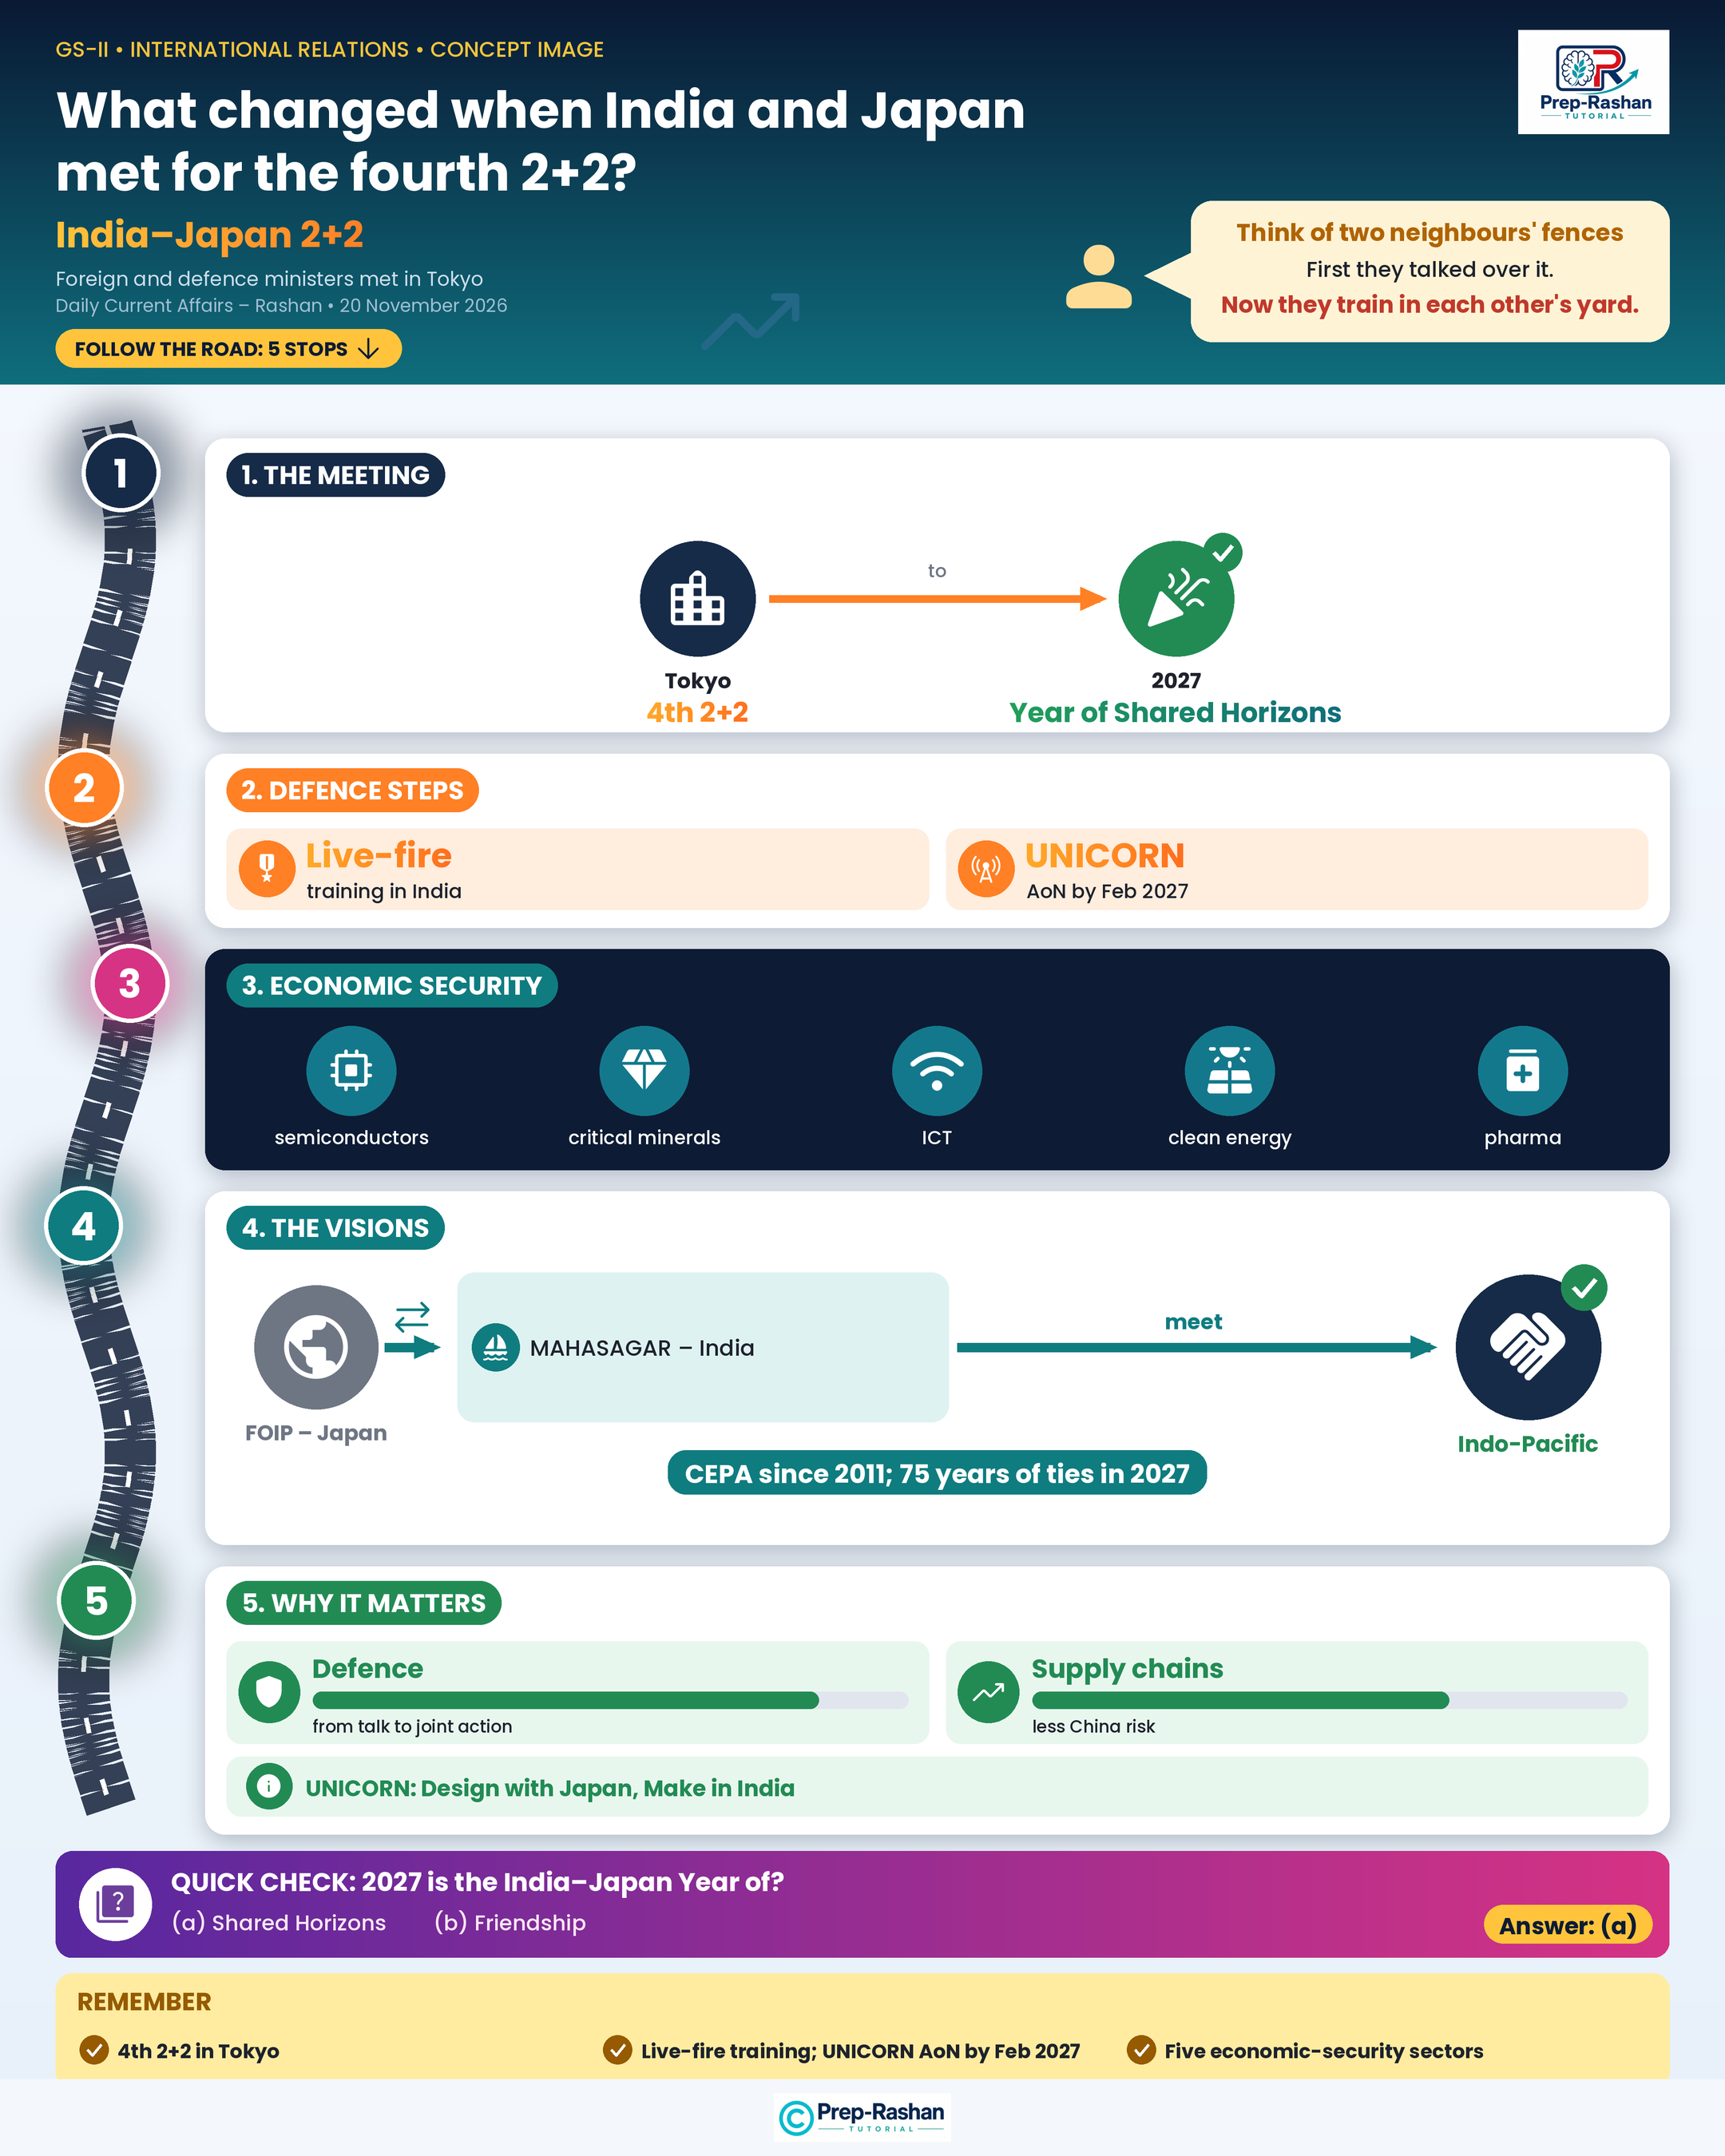 GS-II • INTERNATIONAL RELATIONS • CONCEPT IMAGE
What changed when India and Japan
met for the fourth 2+2?
India–Japan 2+2
Foreign and defence ministers met in Tokyo
Daily Current Affairs – Rashan • 20 November 2026
FOLLOW THE ROAD: 5 STOPS
PR
Prep-Rashan
TUTORIAL
Think of two neighbours' fences
First they talked over it.
Now they train in each other's yard.
1
1. THE MEETING
to
Tokyo
4th 2+2
2027
Year of Shared Horizons
2
2. DEFENCE STEPS
Live-fire
training in India
UNICORN
AoN by Feb 2027
3
3. ECONOMIC SECURITY
semiconductors
critical minerals
ICT
clean energy
pharma
4
4. THE VISIONS
FOIP – Japan
MAHASAGAR – India
meet
Indo-Pacific
CEPA since 2011; 75 years of ties in 2027
5
5. WHY IT MATTERS
Defence
from talk to joint action
Supply chains
less China risk
UNICORN: Design with Japan, Make in India
QUICK CHECK: 2027 is the India–Japan Year of?
(a) Shared Horizons (b) Friendship
Answer: (a)
REMEMBER
4th 2+2 in Tokyo
Live-fire training; UNICORN AoN by Feb 2027
Five economic-security sectors
© Prep-Rashan
TUTORIAL